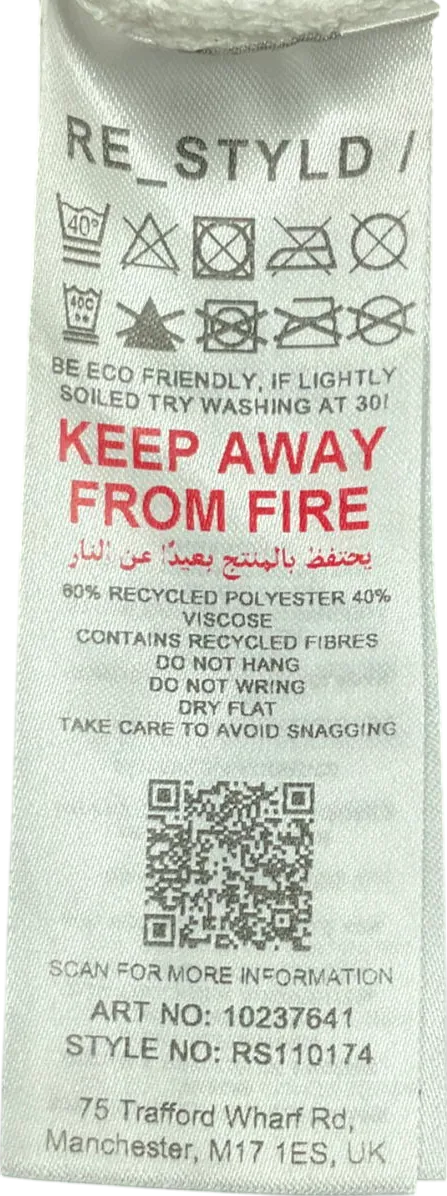 RE_STYLD /
40°
40C
BE ECO FRIENDLY, IF LIGHTLY
SOILED TRY WASHING AT 30!
KEEP AWAY
FROM FIRE
يحتفظ بالمنتج بعيدًا عن النار
60% RECYCLED POLYESTER 40%
VISCOSE
CONTAINS RECYCLED FIBRES
DO NOT HANG
DO NOT WRING
DRY FLAT
TAKE CARE TO AVOID SNAGGING
SCAN FOR MORE INFORMATION
ART NO: 10237641
STYLE NO: RS110174
75 Trafford Wharf Rd,
Manchester, M17 1ES, UK